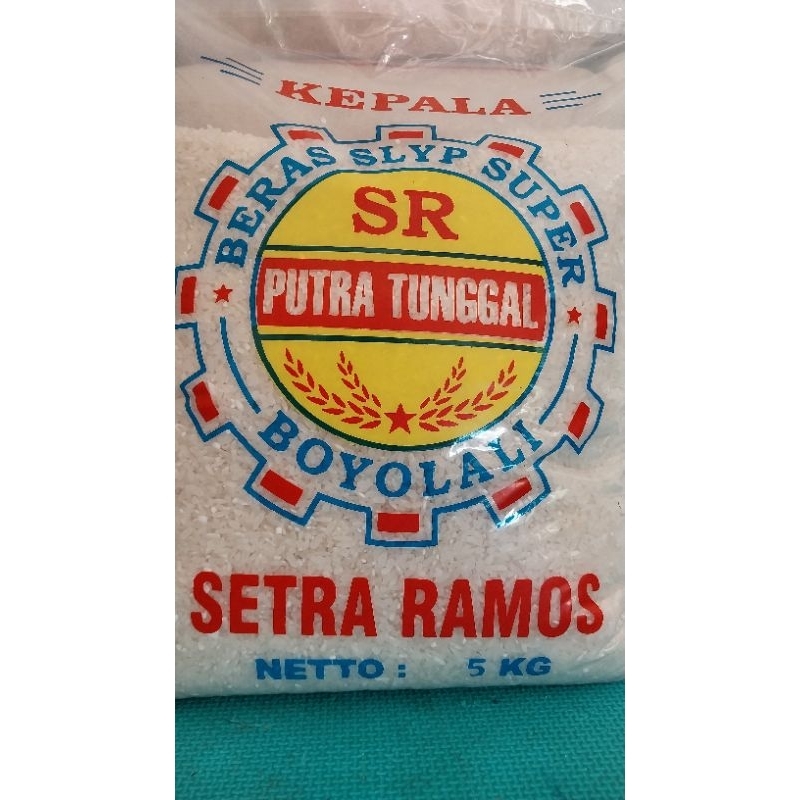 KEPALA
BERAS SLYP SUPER
SR
PUTRA TUNGGAL
BOYOLALI
SETRA RAMOS
NETTO : 5 KG